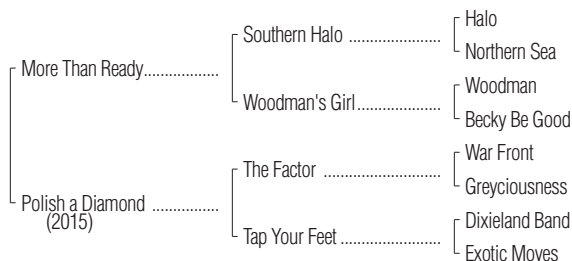 Halo
Southern Halo ........................
Northern Sea
More Than Ready...................
Woodman
Woodman's Girl......................
Becky Be Good
War Front
The Factor ..............................
Greyciousness
Polish a Diamond .................
(2015)
Dixieland Band
Tap Your Feet..........................
Exotic Moves